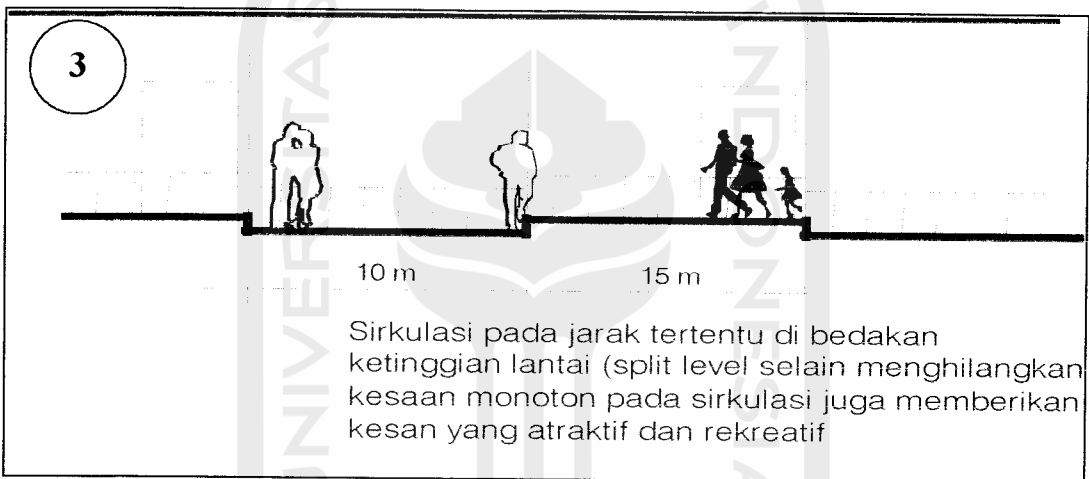 3
10 m
15 m
Sirkulasi pada jarak tertentu di bedakan
ketinggian lantai (split level selain menghilangkan
kesaan monoton pada sirkulasi juga memberikan
kesan yang atraktif dan rekreatif
UNIVERSITAS